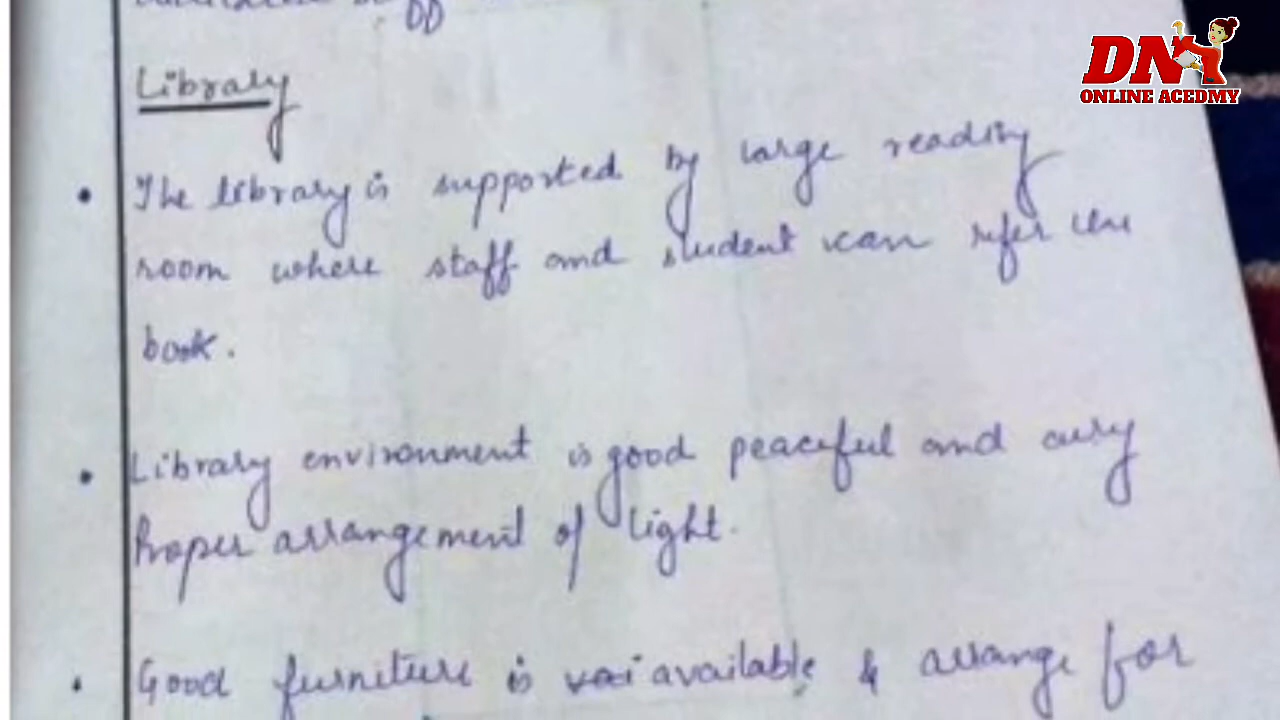 DN
ONLINE ACEDMY
Library
• The library is supported by large reading
room where staff and student can refer the
book.
• Library environment is good peaceful and
Proper arrangement of light.
• Good furniture is available & arrange for